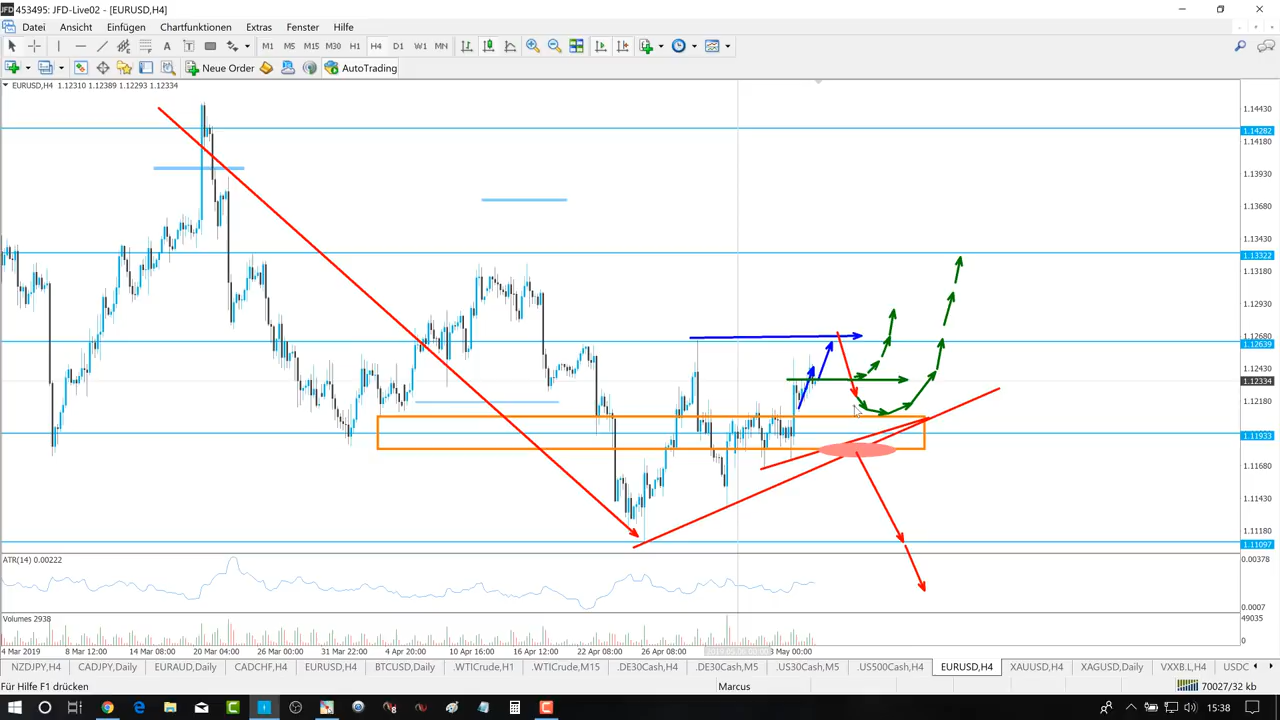 453495: JFD-Live02 - [EURUSD,H4]
Datei Ansicht Einfügen Chartfunktionen Extras Fenster Hilfe
A T M1 M5 M15 M30 H1 H4 D1 W1 MN
Neue Order AutoTrading
EURUSD,H4 1.12310 1.12389 1.12293 1.12334
1.14430
1.14282
1.14180
1.13930
1.13680
1.13430
1.13322
1.13180
1.12930
1.12680
1.12639
1.12430
1.12334
1.12180
1.11933
1.11680
1.11430
1.11180
1.11097
ATR(14) 0.00222
0.00378
0.0007
Volumes 2938
49035
0
4 Mar 2019 8 Mar 12:00 14 Mar 08:00 20 Mar 04:00 26 Mar 00:00 31 Mar 22:00 4 Apr 20:00 10 Apr 16:00 16 Apr 12:00 22 Apr 08:00 26 Apr 08:00 3 May 00:00
NZDJPY,H4 CADJPY,Daily EURAUD,Daily CADCHF,H4 EURUSD,H4 BTCUSD,Daily .WTICrude,H1 .WTICrude,M15 .DE30Cash,H4 .DE30Cash,M5 .US30Cash,M5 .US500Cash,H4 EURUSD,H4 XAUUSD,H4 XAGUSD,Daily VXXB.L,H4 USDC
Für Hilfe F1 drücken Marcus 70027/32 kb
15:38